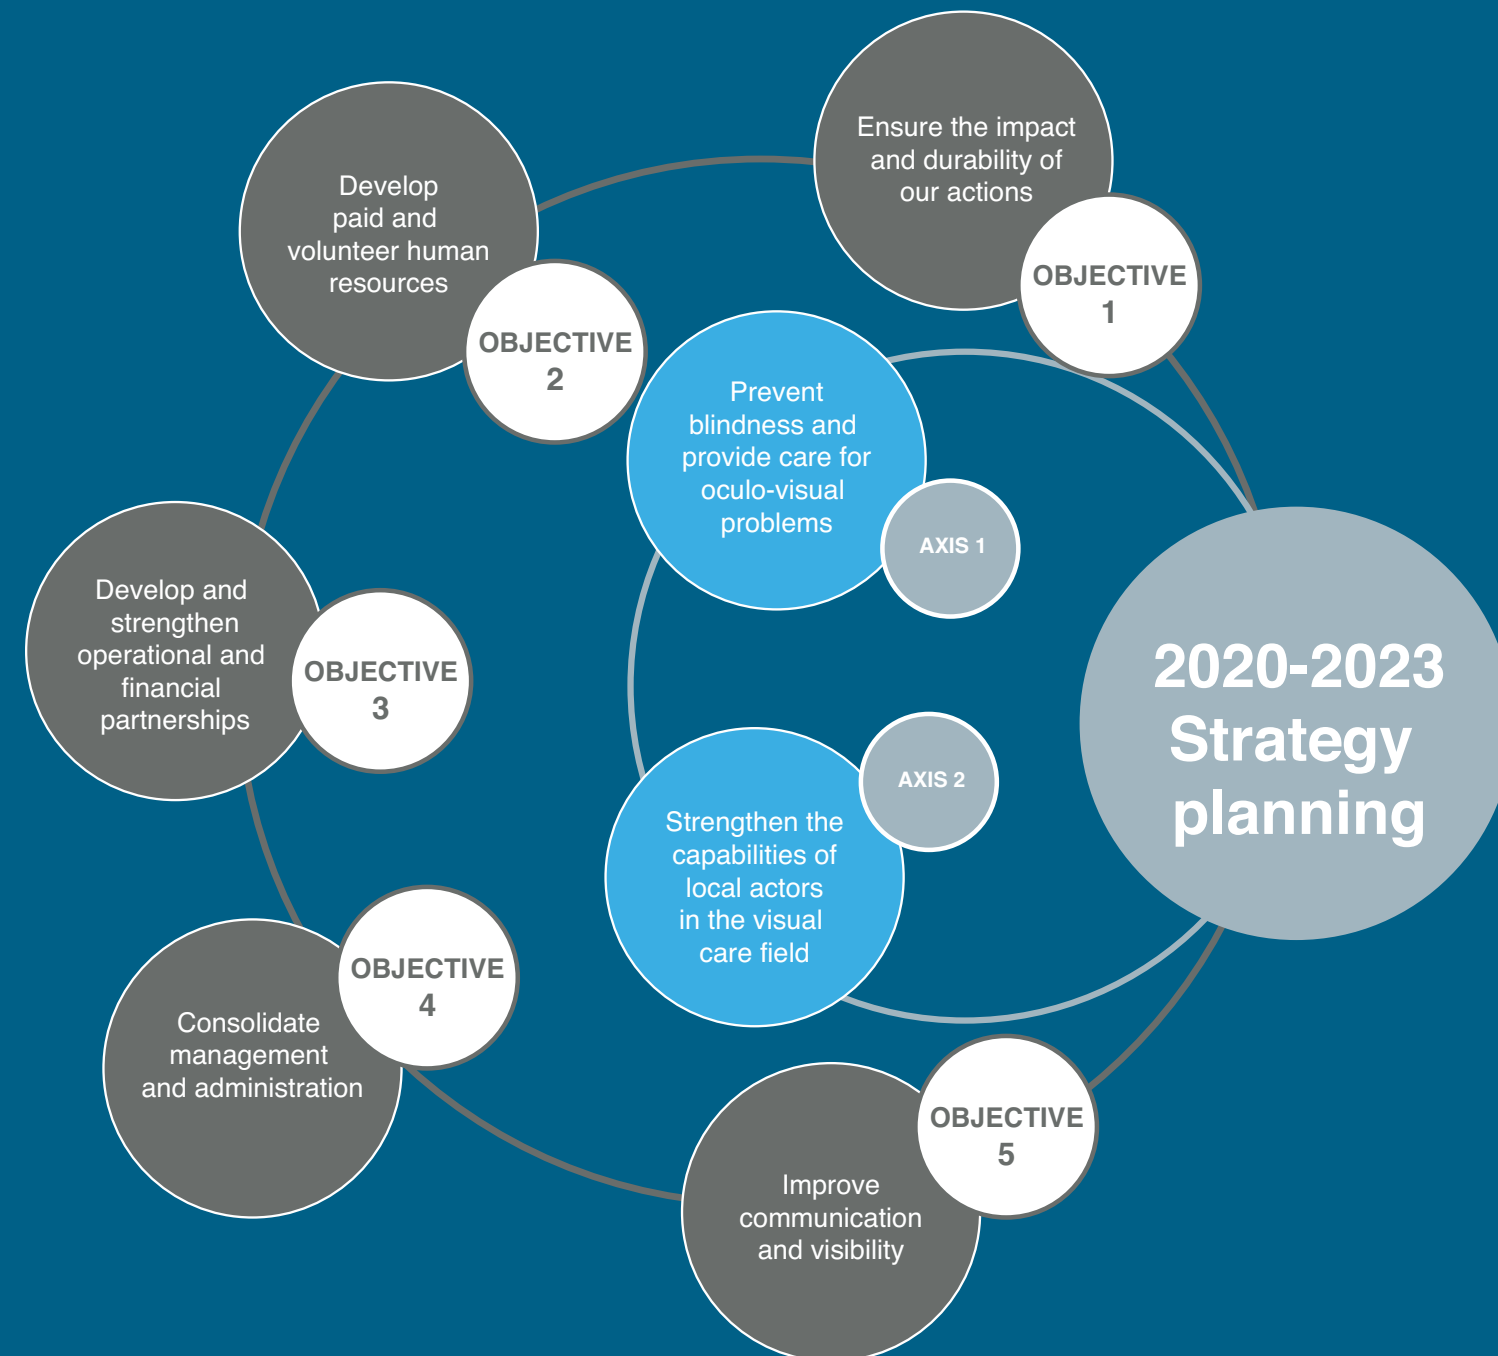 Ensure the impact
and durability of
our actions
OBJECTIVE
1
Develop
paid and
volunteer human
resources
OBJECTIVE
2
Prevent
blindness and
provide care for
oculo-visual
problems
AXIS 1
Develop and
strengthen
operational and
financial
partnerships
OBJECTIVE
3
2020-2023
Strategy
planning
AXIS 2
Strengthen the
capabilities of
local actors
in the visual
care field
OBJECTIVE
4
Consolidate
management
and administration
OBJECTIVE
5
Improve
communication
and visibility